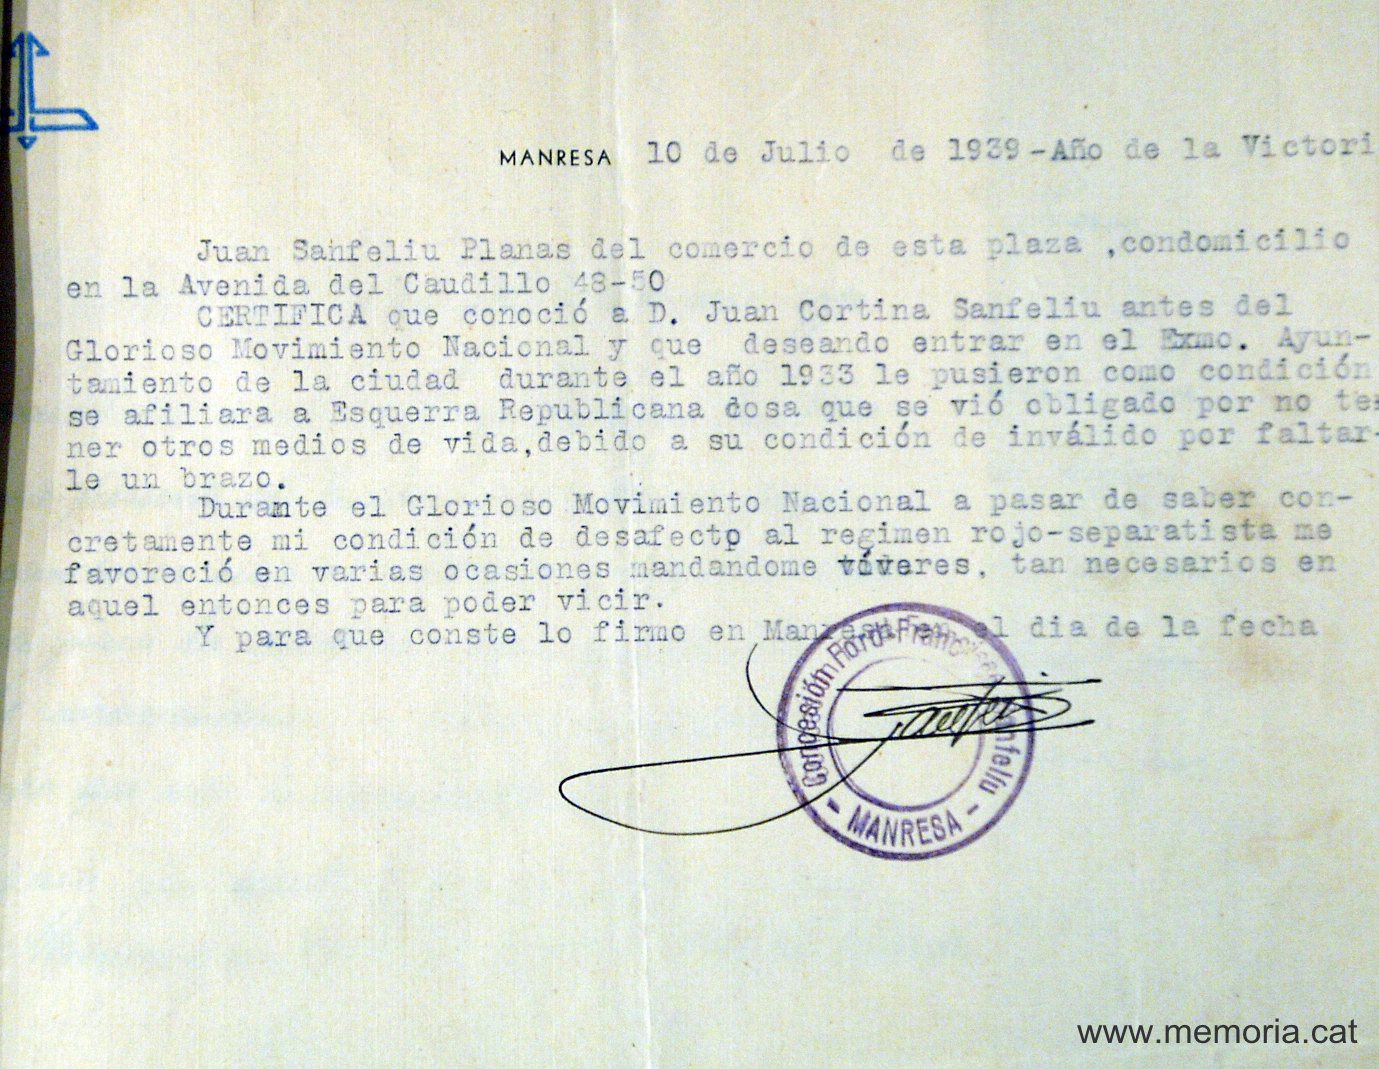 MANRESA 10 de Julio de 1939-Año de la Victori
Juan Sanfeliu Planas del comercio de esta plaza ,condomicilio
en la Avenida del Caudillo 48-50
CERTIFICA que conoció a D. Juan Cortina Sanfeliu antes del
Glorioso Movimiento Nacional y que deseando entrar en el Exmo. Ayun-
tamiento de la ciudad durante el año 1933 le pusieron como condición
se afiliara a Esquerra Republicana cosa que se vió obligado por no te-
ner otros medios de vida,debido a su condición de inválido por faltar-
le un brazo.
Durante el Glorioso Movimiento Nacional a pasar de saber con-
cretamente mi condición de desafecto al regimen rojo-separatista me
favoreció en varias ocasiones mandandome víveres, tan necesarios en
aquel entonces para poder vicir.
Y para que conste lo firmo en Manresa en el dia de la fecha
Concesión
MANRESA
www.memoria.cat